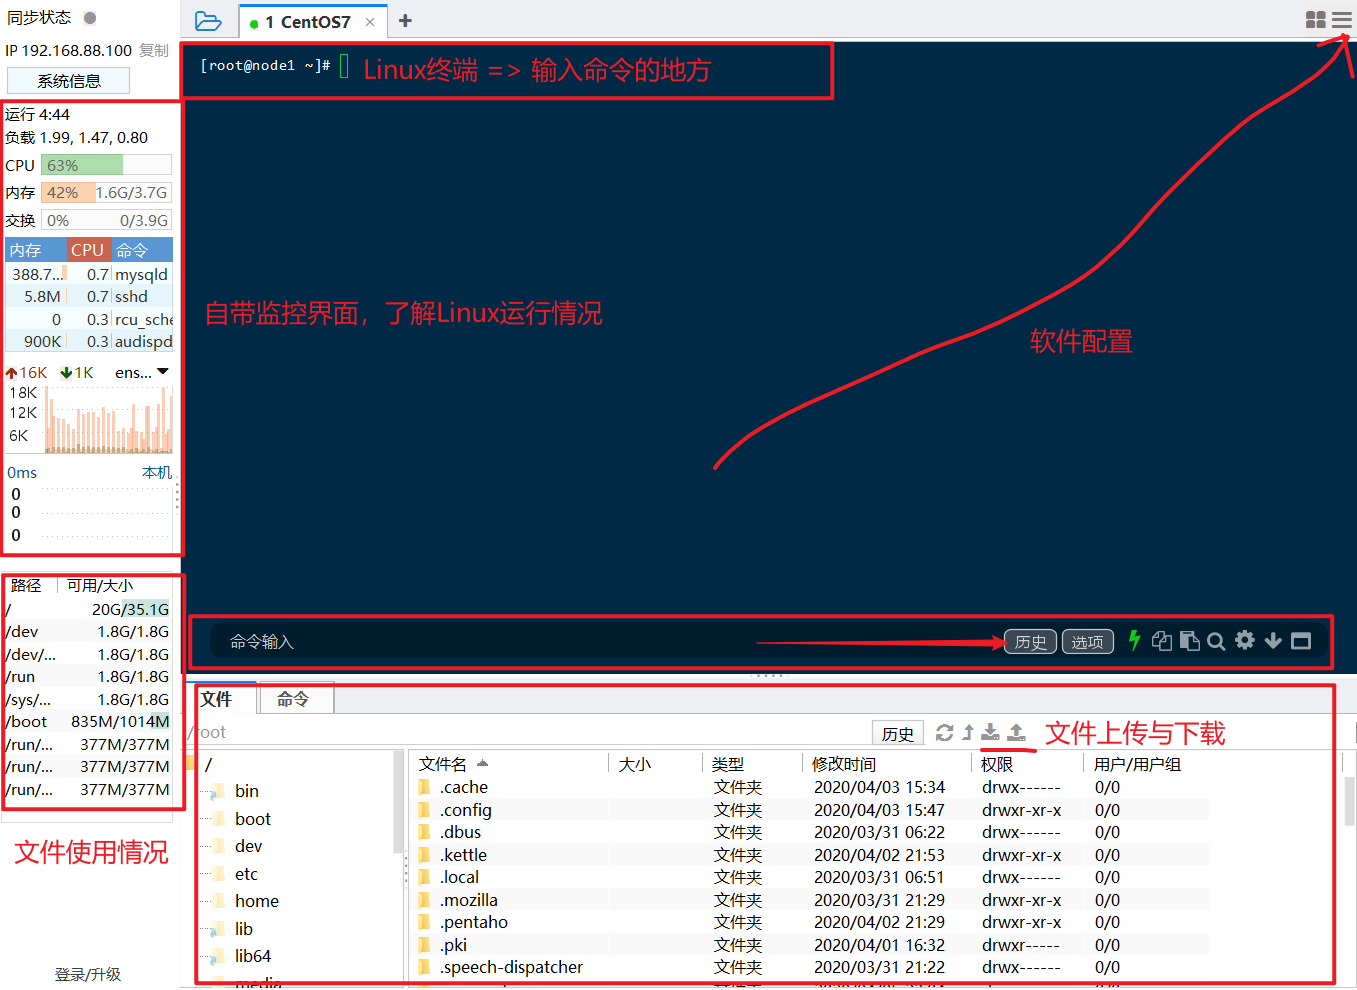 同步状态
IP 192.168.88.100 复制
系统信息
运行 4:44
负载 1.99, 1.47, 0.80
CPU 63%
内存 42% 1.6G/3.7G
交换 0% 0/3.9G
内存 CPU 命令
388.7... 0.7 mysqld
5.8M 0.7 sshd
0 0.3 rcu_sche
900K 0.3 audispd
16K 1K ens...
18K
12K
6K
0ms 本机
0
0
0
路径 可用/大小
/ 20G/35.1G
/dev 1.8G/1.8G
/dev/... 1.8G/1.8G
/run 1.8G/1.8G
/sys/... 1.8G/1.8G
/boot 835M/1014M
/run/... 377M/377M
/run/... 377M/377M
/run/... 377M/377M
文件使用情况
登录/升级
1 CentOS7 × +
[root@node1 ~]# Linux终端 => 输入命令的地方
自带监控界面，了解Linux运行情况
软件配置
命令输入 历史 选项
文件 命令
/root 历史 文件上传与下载
/
bin
boot
dev
etc
home
lib
lib64
media
文件名 大小 类型 修改时间 权限 用户/用户组
.cache 文件夹 2020/04/03 15:34 drwx------ 0/0
.config 文件夹 2020/04/03 15:47 drwxr-xr-x 0/0
.dbus 文件夹 2020/03/31 06:22 drwx------ 0/0
.kettle 文件夹 2020/04/02 21:53 drwxr-xr-x 0/0
.local 文件夹 2020/03/31 06:51 drwx------ 0/0
.mozilla 文件夹 2020/03/31 21:29 drwxr-xr-x 0/0
.pentaho 文件夹 2020/04/02 21:29 drwxr-xr-x 0/0
.pki 文件夹 2020/04/01 16:32 drwxr----- 0/0
.speech-dispatcher 文件夹 2020/03/31 21:22 drwx------ 0/0